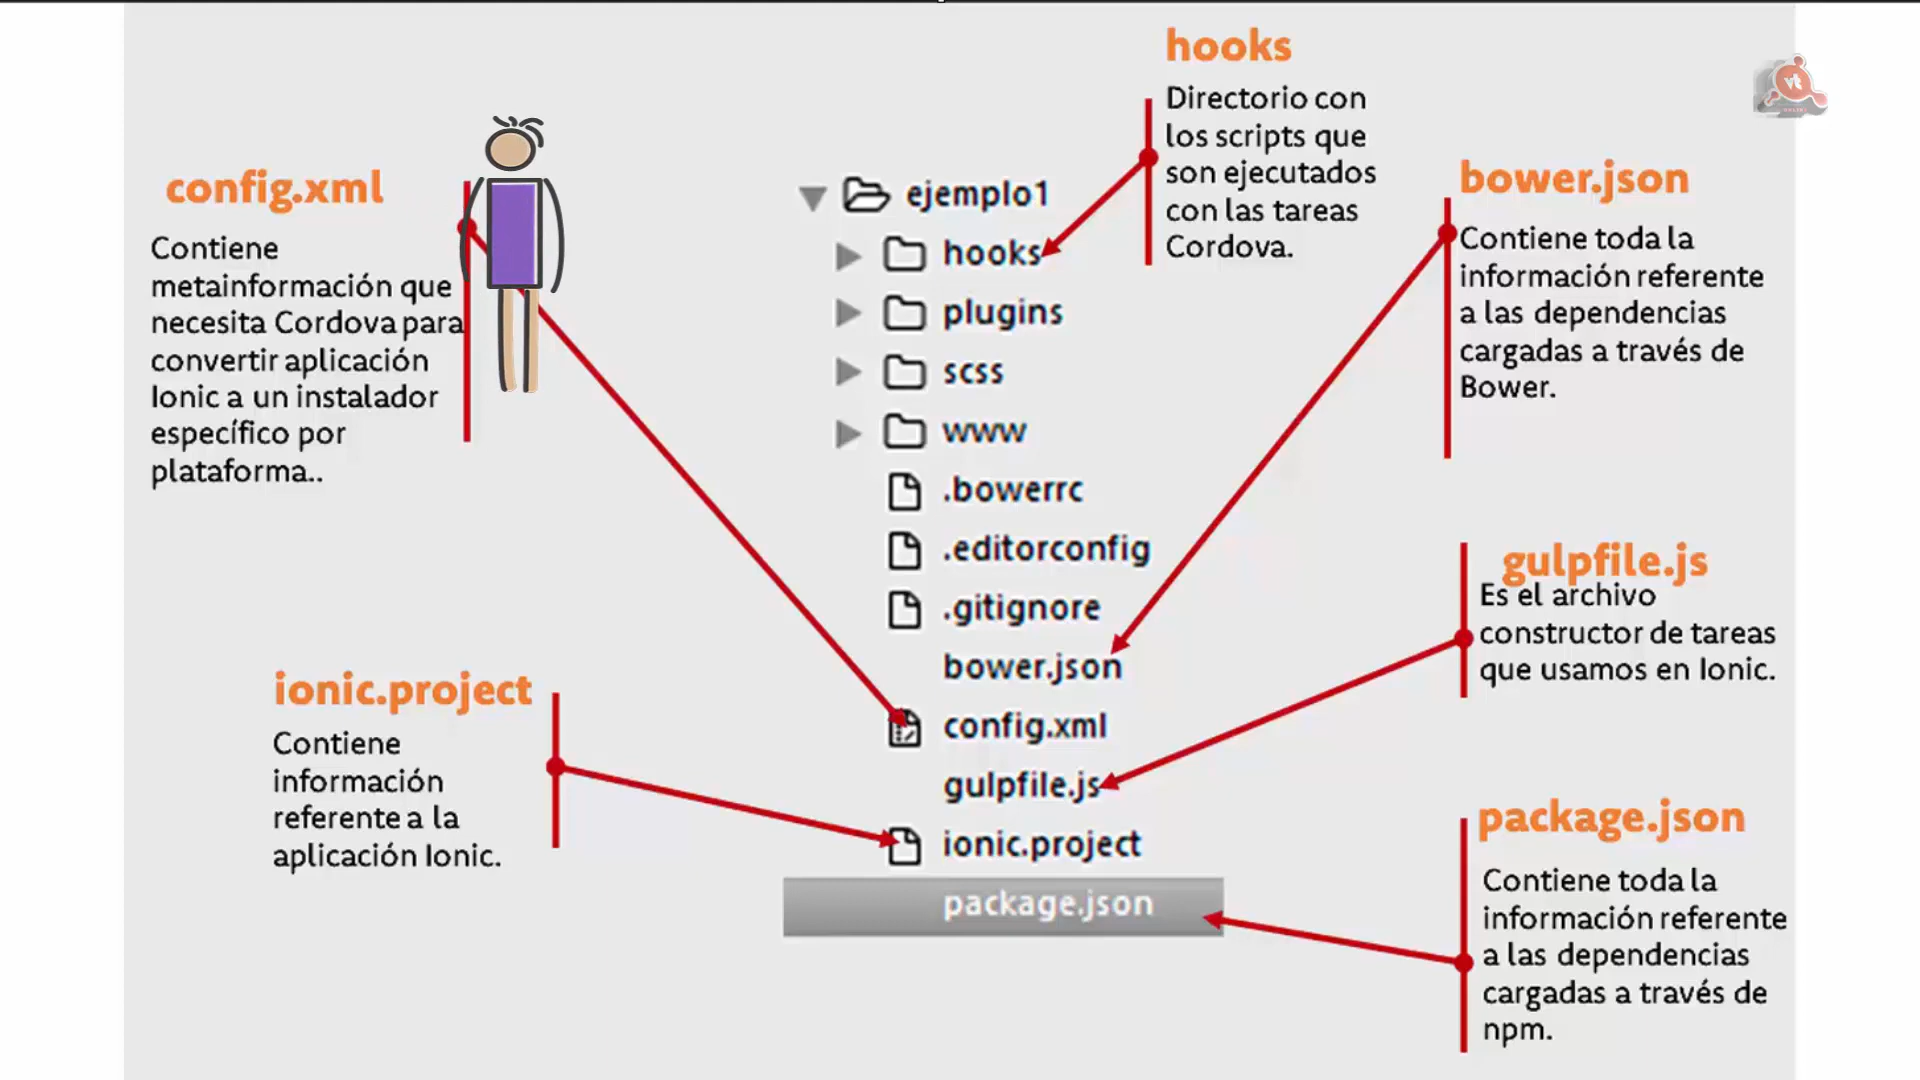 hooks
Directorio con
los scripts que
son ejecutados
con las tareas
Cordova.
config.xml
Contiene
metainformación que
necesita Cordova para
convertir aplicación
Ionic a un instalador
específico por
plataforma..
ionic.project
Contiene
información
referente a la
aplicación Ionic.
ejemplo1
hooks
plugins
scss
www
.bowerrc
.editorconfig
.gitignore
bower.json
config.xml
gulpfile.js
ionic.project
package.json
bower.json
Contiene toda la
información referente
a las dependencias
cargadas a través de
Bower.
gulpfile.js
Es el archivo
constructor de tareas
que usamos en Ionic.
package.json
Contiene toda la
información referente
a las dependencias
cargadas a través de
npm.
vt